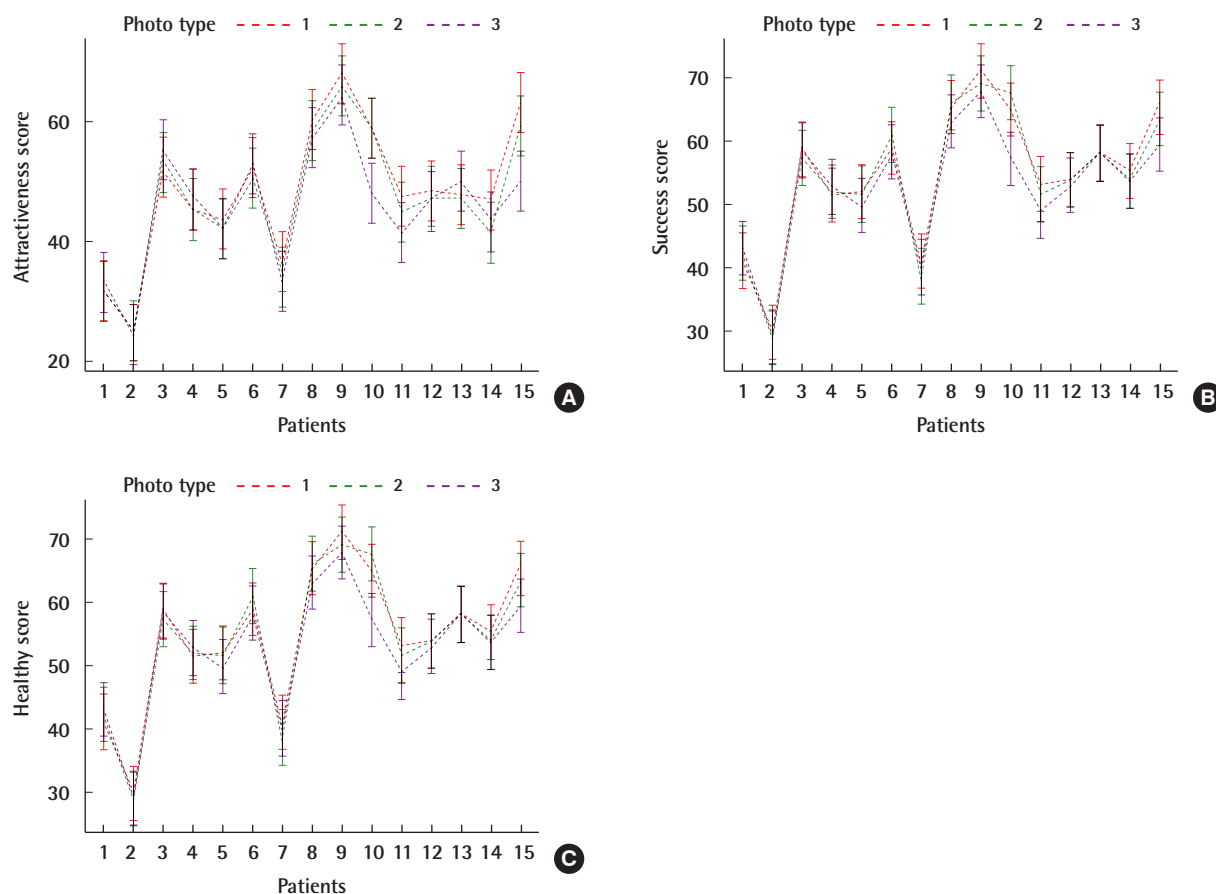 Photo type 1 2 3
Attractiveness score
60
40
20
1 2 3 4 5 6 7 8 9 10 11 12 13 14 15
Patients
A
Photo type 1 2 3
Success score
70
60
50
40
30
1 2 3 4 5 6 7 8 9 10 11 12 13 14 15
Patients
B
Photo type 1 2 3
Healthy score
70
60
50
40
30
1 2 3 4 5 6 7 8 9 10 11 12 13 14 15
Patients
C